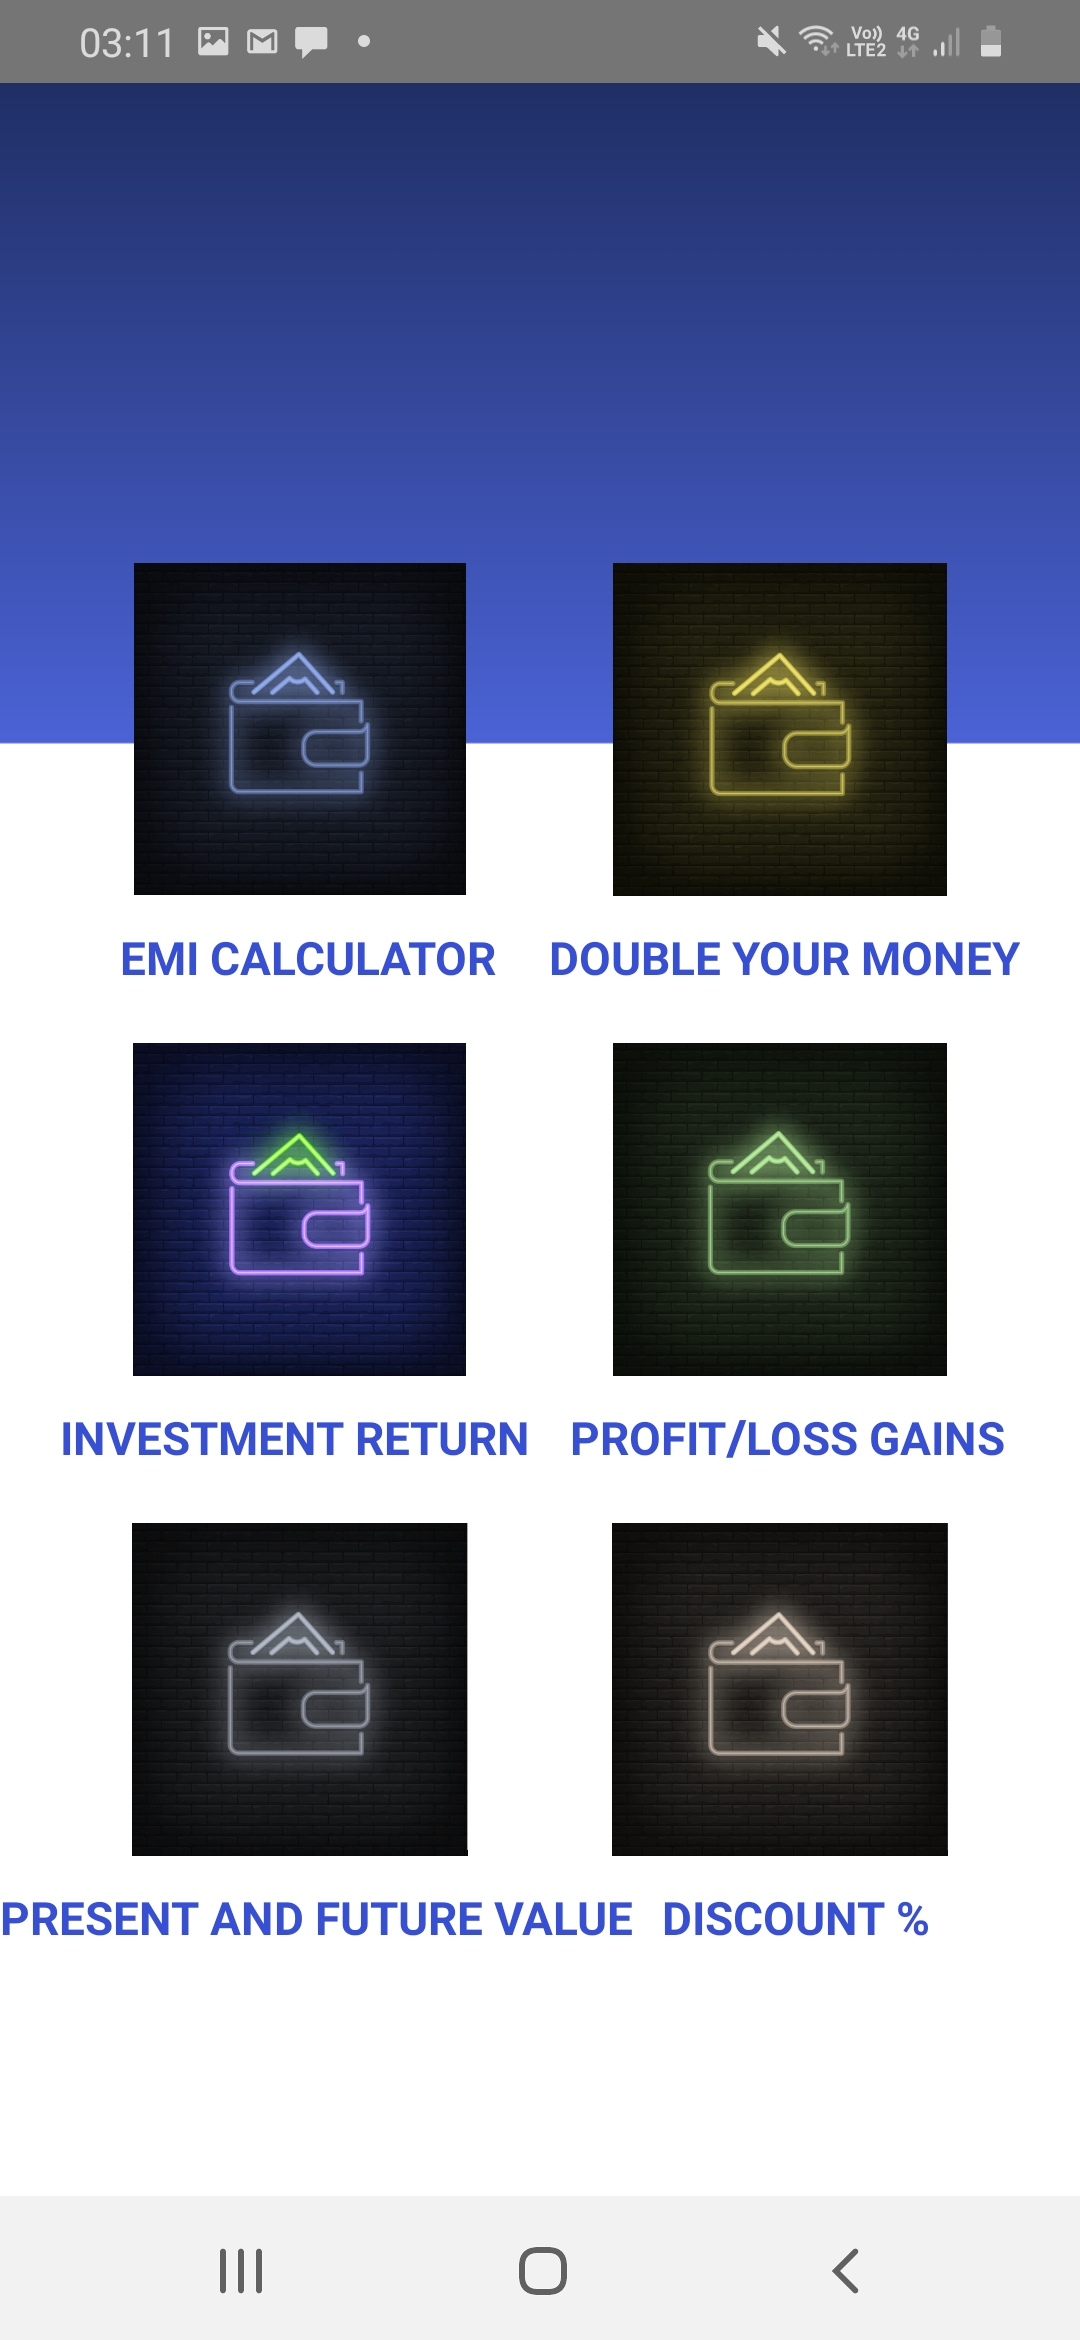 03:11 Vo)) LTE2 4G
EMI CALCULATOR DOUBLE YOUR MONEY
INVESTMENT RETURN PROFIT/LOSS GAINS
PRESENT AND FUTURE VALUE DISCOUNT %